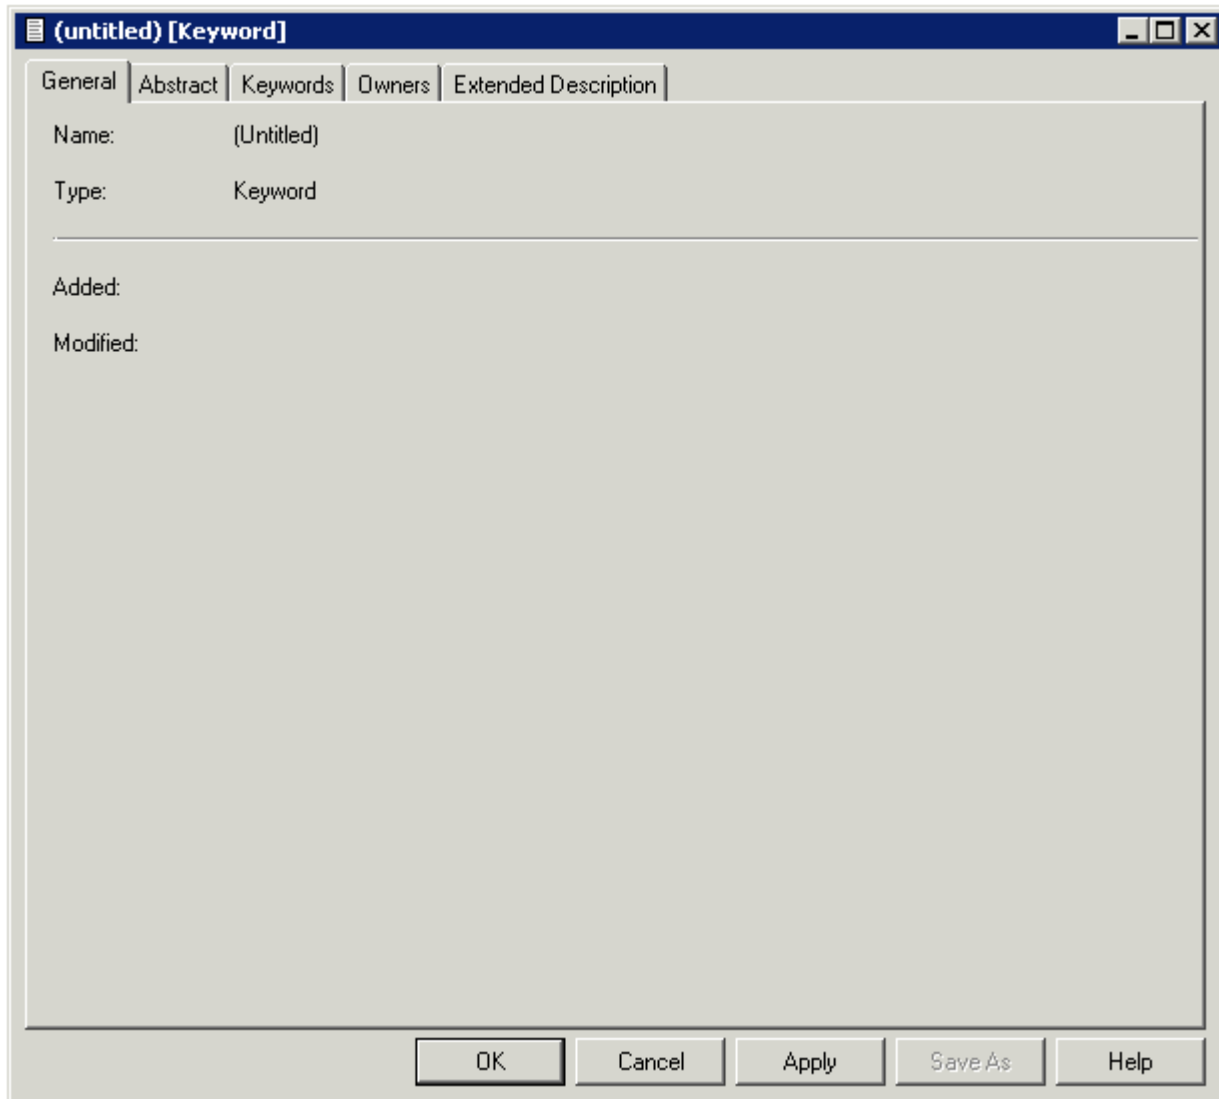 (untitled) [Keyword]
General Abstract Keywords Owners Extended Description
Name: (Untitled)
Type: Keyword
Added:
Modified:
OK Cancel Apply Save As Help